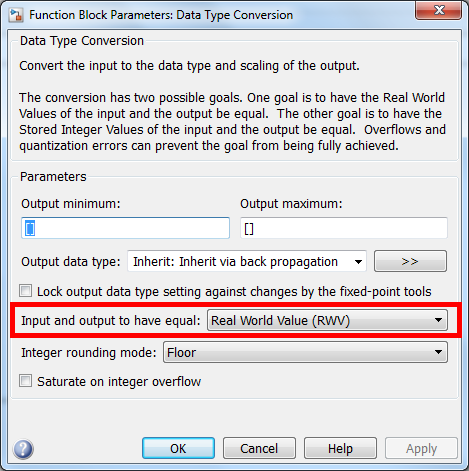 Function Block Parameters: Data Type Conversion
Data Type Conversion
Convert the input to the data type and scaling of the output.
The conversion has two possible goals. One goal is to have the Real World
Values of the input and the output be equal.  The other goal is to have the
Stored Integer Values of the input and the output be equal.  Overflows and
quantization errors can prevent the goal from being fully achieved.
Parameters
Output minimum: Output maximum:
[] []
Output data type: Inherit: Inherit via back propagation >>
Lock output data type setting against changes by the fixed-point tools
Input and output to have equal: Real World Value (RWV)
Integer rounding mode: Floor
Saturate on integer overflow
? OK Cancel Help Apply